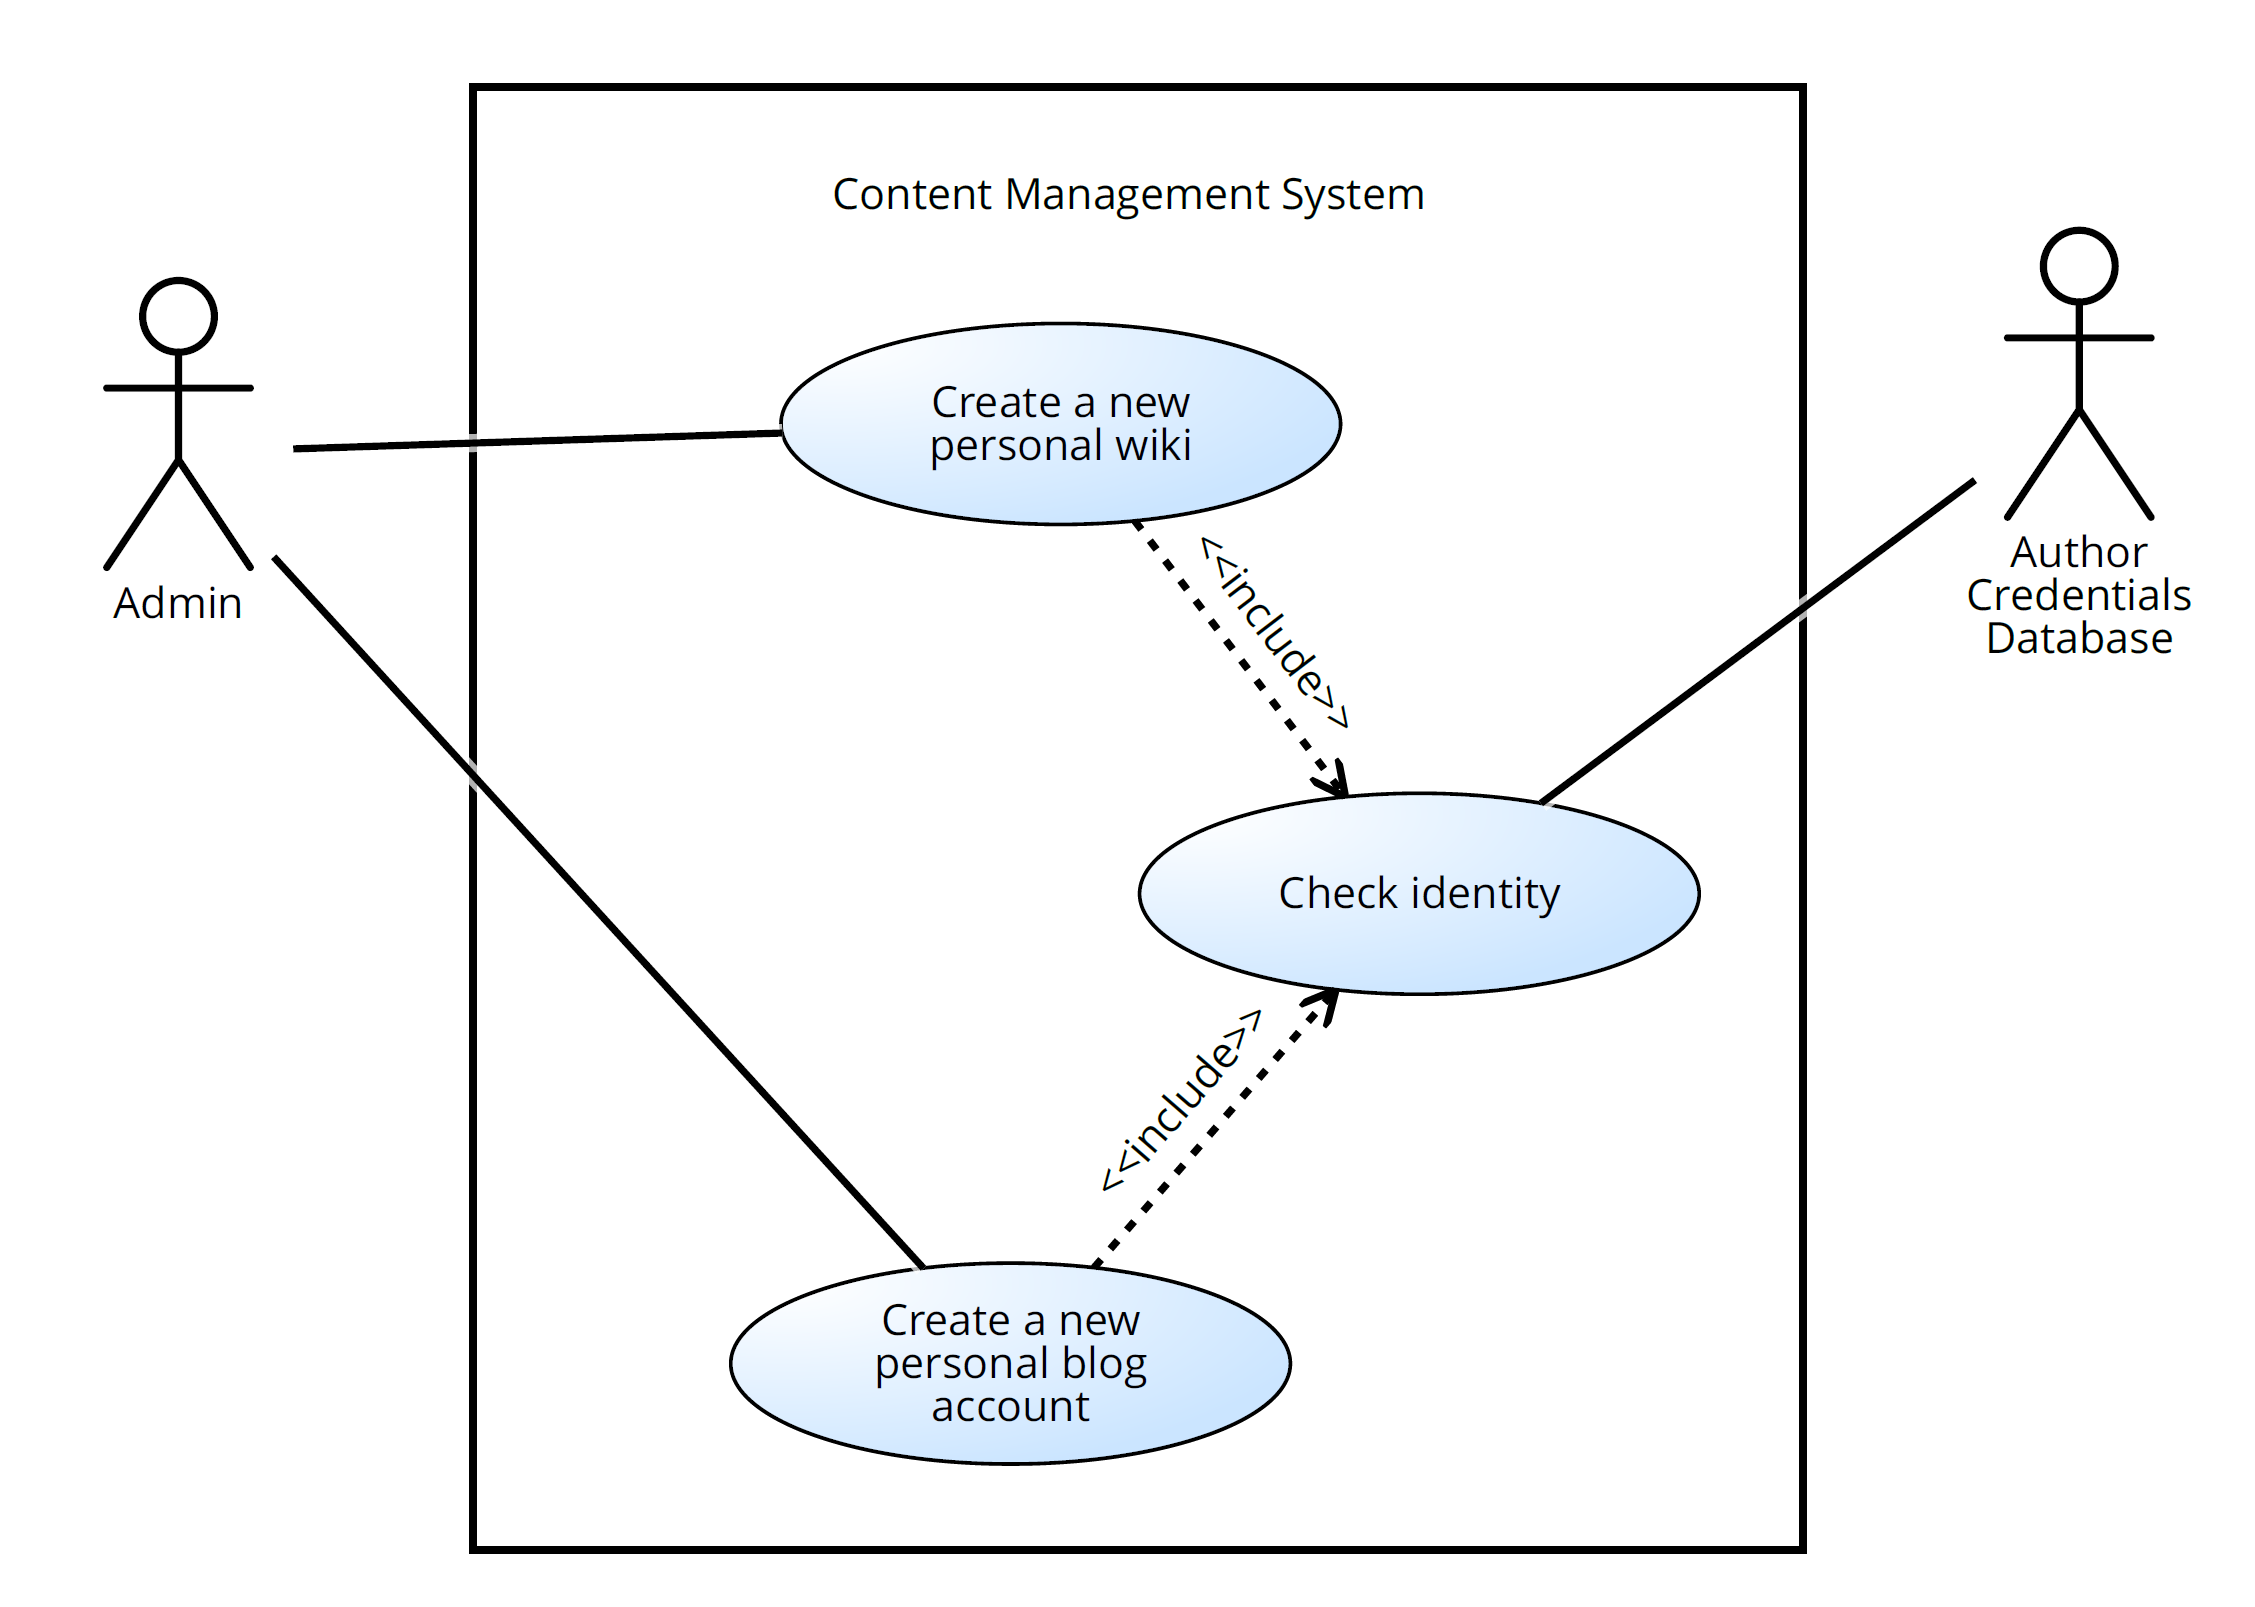 Content Management System
Create a new
personal wiki
<<include>>
Admin
Author
Credentials
Database
Check identity
<<include>>
Create a new
personal blog
account